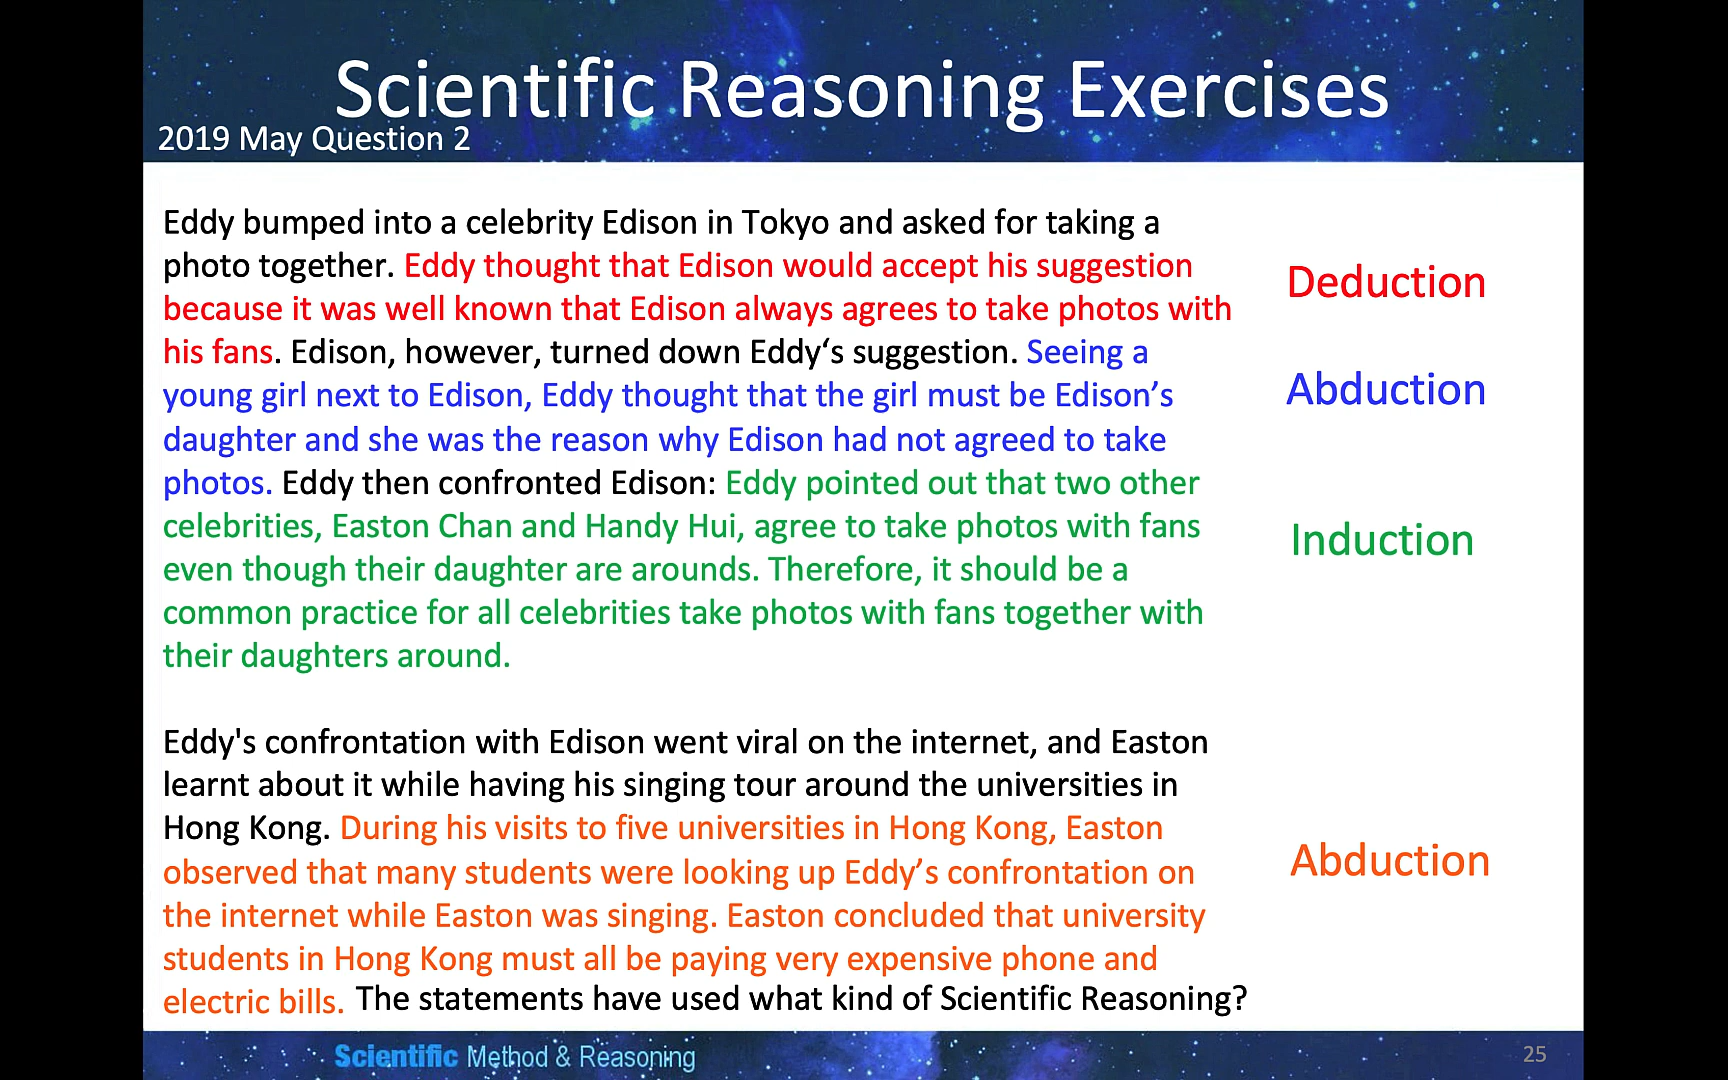 Scientific Reasoning Exercises
2019 May Question 2
Eddy bumped into a celebrity Edison in Tokyo and asked for taking a
photo together. Eddy thought that Edison would accept his suggestion
because it was well known that Edison always agrees to take photos with
his fans. Edison, however, turned down Eddy‘s suggestion. Seeing a
young girl next to Edison, Eddy thought that the girl must be Edison’s
daughter and she was the reason why Edison had not agreed to take
photos. Eddy then confronted Edison: Eddy pointed out that two other
celebrities, Easton Chan and Handy Hui, agree to take photos with fans
even though their daughter are arounds. Therefore, it should be a
common practice for all celebrities take photos with fans together with
their daughters around.
Deduction
Abduction
Induction
Eddy's confrontation with Edison went viral on the internet, and Easton
learnt about it while having his singing tour around the universities in
Hong Kong. During his visits to five universities in Hong Kong, Easton
observed that many students were looking up Eddy’s confrontation on
the internet while Easton was singing. Easton concluded that university
students in Hong Kong must all be paying very expensive phone and
electric bills. The statements have used what kind of Scientific Reasoning?
Abduction
Scientific Method & Reasoning
25